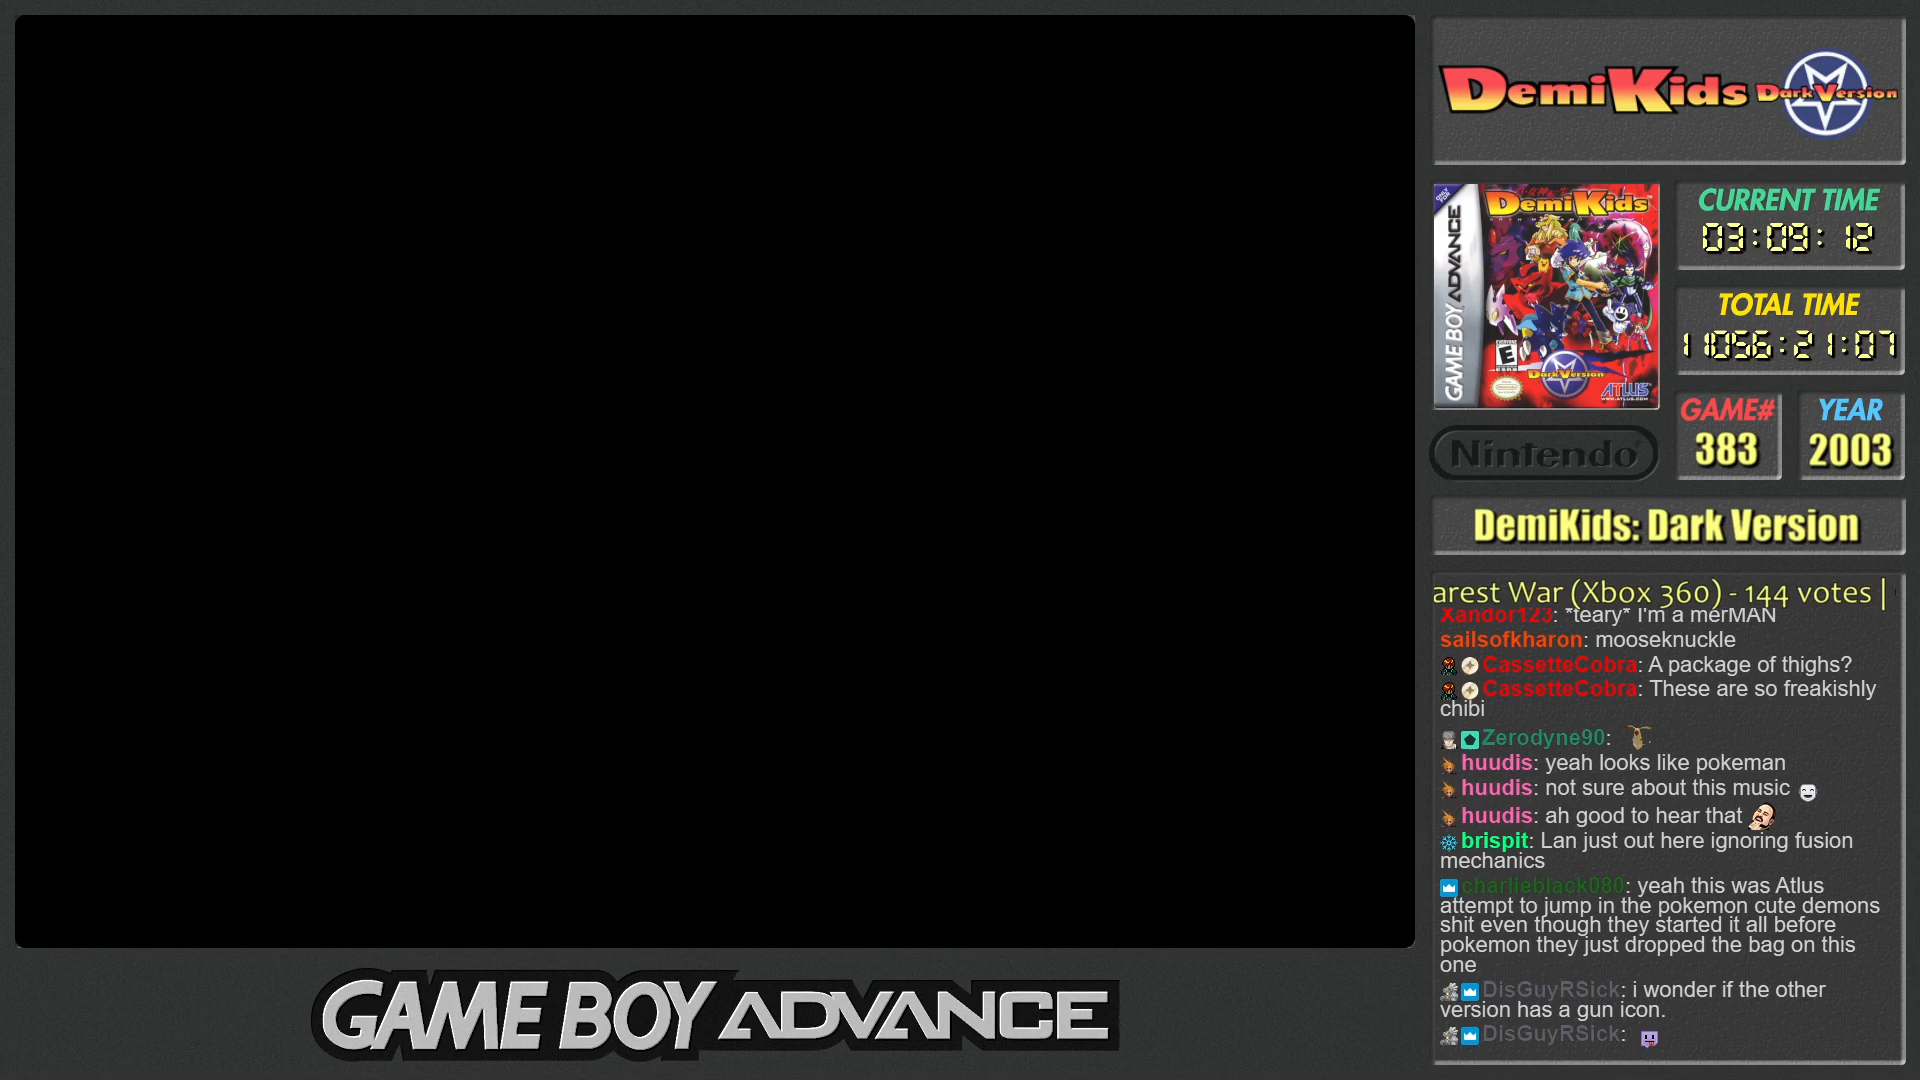 DemiKids Dark Version
ONLY FOR
GAME BOY ADVANCE
DemiKids
Dark Version
E
ATLUS
WWW.ATLUS.COM
CURRENT TIME
03:09:12
TOTAL TIME
11056:21:07
GAME# YEAR
383 2003
Nintendo
DemiKids: Dark Version
arest War (Xbox 360) - 144 votes |
Xandor123: *teary* I'm a merMAN
sailsofkharon: mooseknuckle
CassetteCobra: A package of thighs?
CassetteCobra: These are so freakishly
chibi
Zerodyne90:
huudis: yeah looks like pokeman
huudis: not sure about this music
huudis: ah good to hear that
brispit: Lan just out here ignoring fusion
mechanics
charlieblack080: yeah this was Atlus
attempt to jump in the pokemon cute demons
shit even though they started it all before
pokemon they just dropped the bag on this
one
DisGuyRSick: i wonder if the other
version has a gun icon.
DisGuyRSick:
GAME BOY ADVANCE